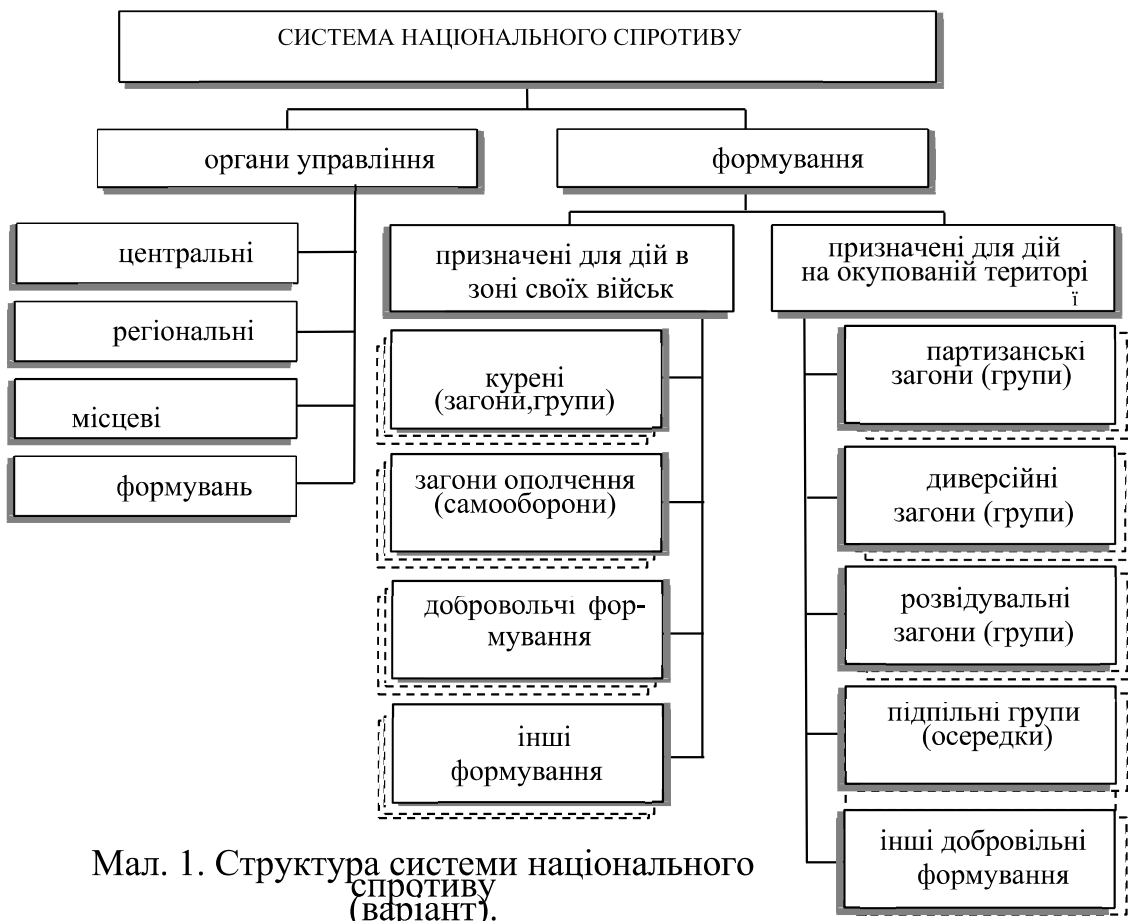 СИСТЕМА НАЦІОНАЛЬНОГО СПРОТИВУ
органи управління
формування
центральні
регіональні
місцеві
формувань
призначені для дій в
зоні своїх військ
курені
(загони,групи)
загони ополчення
(самооборони)
добровольчі фор-
мування
інші
формування
призначені для дій
на окупованій територі
ї
партизанські
загони (групи)
диверсійні
загони (групи)
розвідувальні
загони (групи)
підпільні групи
(осередки)
інші добровільні
формування
Мал. 1. Структура системи національного
спротиву
(варіант).